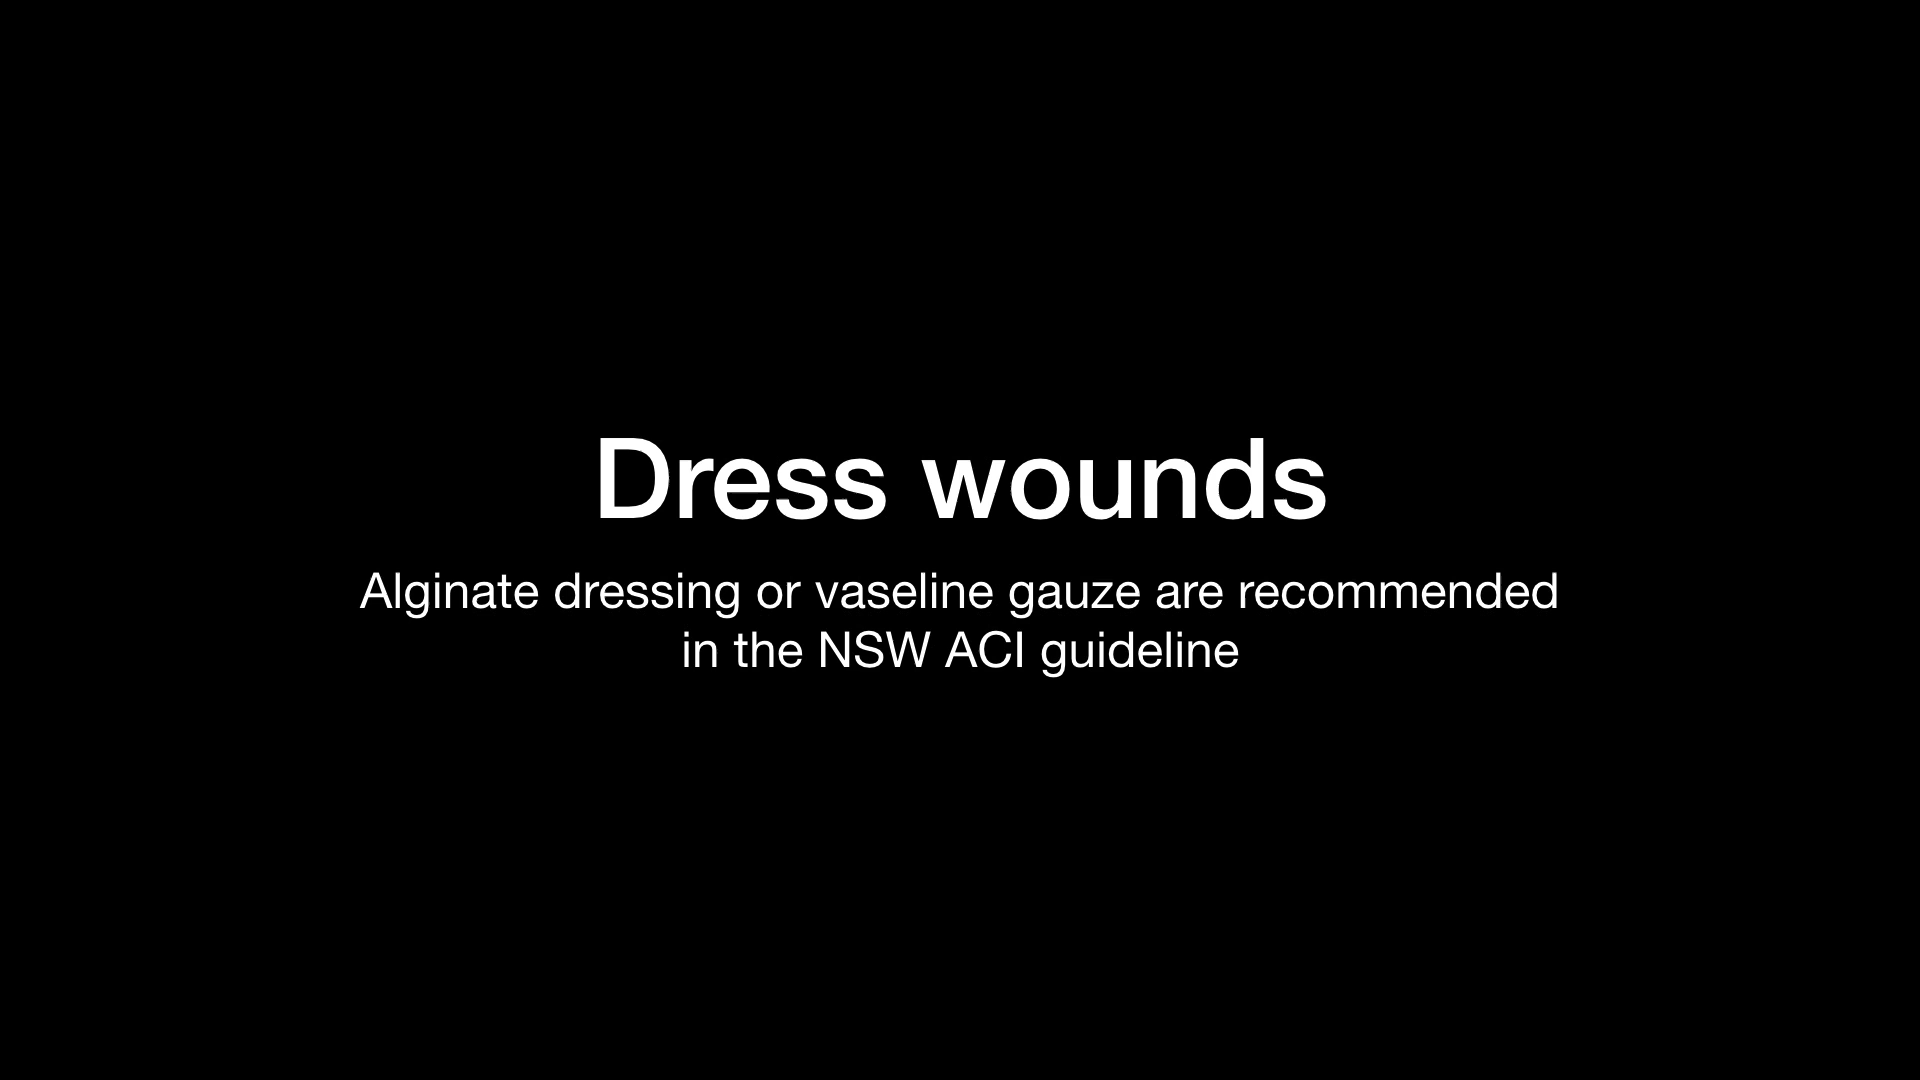 Dress wounds
Alginate dressing or vaseline gauze are recommended
in the NSW ACI guideline